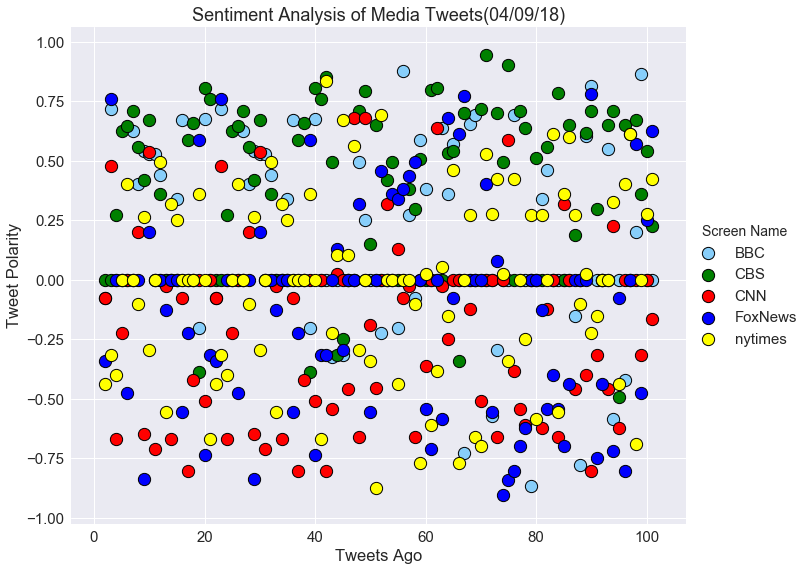 Sentiment Analysis of Media Tweets(04/09/18)
1.00
0.75
0.50
0.25
0.00
−0.25
−0.50
−0.75
−1.00
Tweet Polarity
0 20 40 60 80 100
Tweets Ago
Screen Name
BBC
CBS
CNN
FoxNews
nytimes